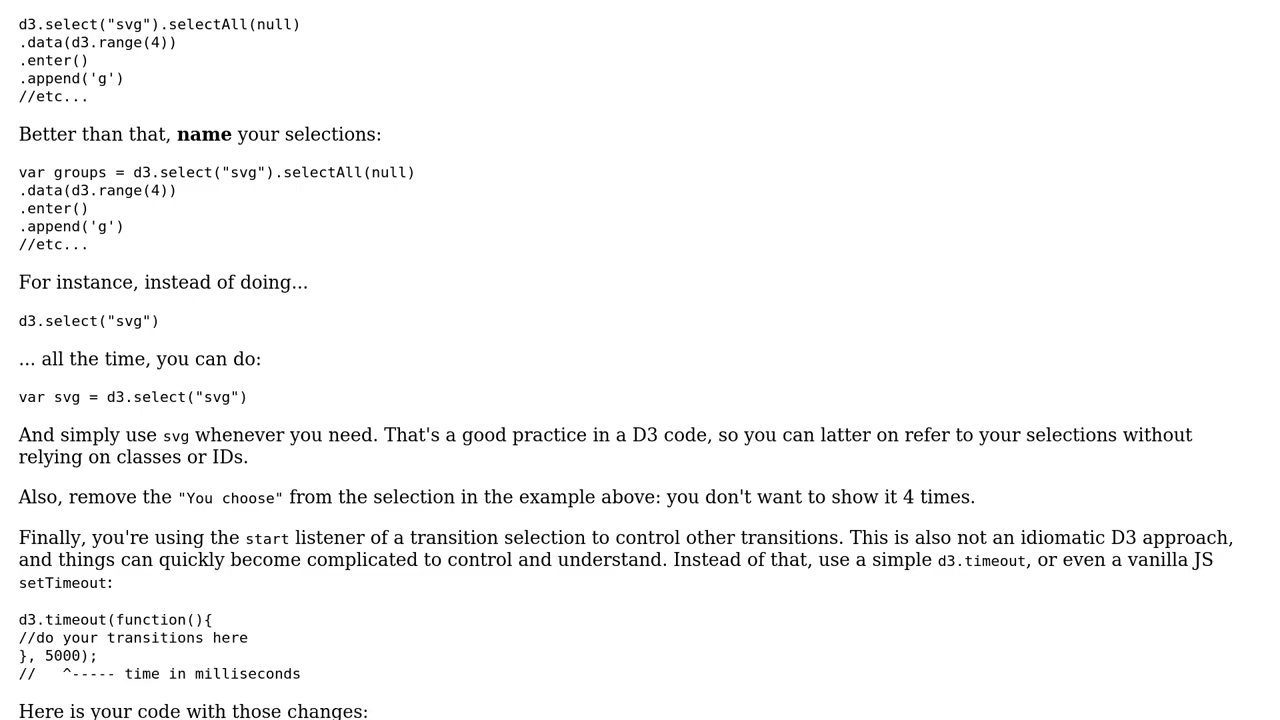 d3.select("svg").selectAll(null)
.data(d3.range(4))
.enter()
.append('g')
//etc...
Better than that, name your selections:
var groups = d3.select("svg").selectAll(null)
.data(d3.range(4))
.enter()
.append('g')
//etc...
For instance, instead of doing...
d3.select("svg")
... all the time, you can do:
var svg = d3.select("svg")
And simply use svg whenever you need. That's a good practice in a D3 code, so you can latter on refer to your selections without
relying on classes or IDs.
Also, remove the "You choose" from the selection in the example above: you don't want to show it 4 times.
Finally, you're using the start listener of a transition selection to control other transitions. This is also not an idiomatic D3 approach,
and things can quickly become complicated to control and understand. Instead of that, use a simple d3.timeout, or even a vanilla JS
setTimeout:
d3.timeout(function(){
//do your transitions here
}, 5000);
//   ^----- time in milliseconds
Here is your code with those changes: